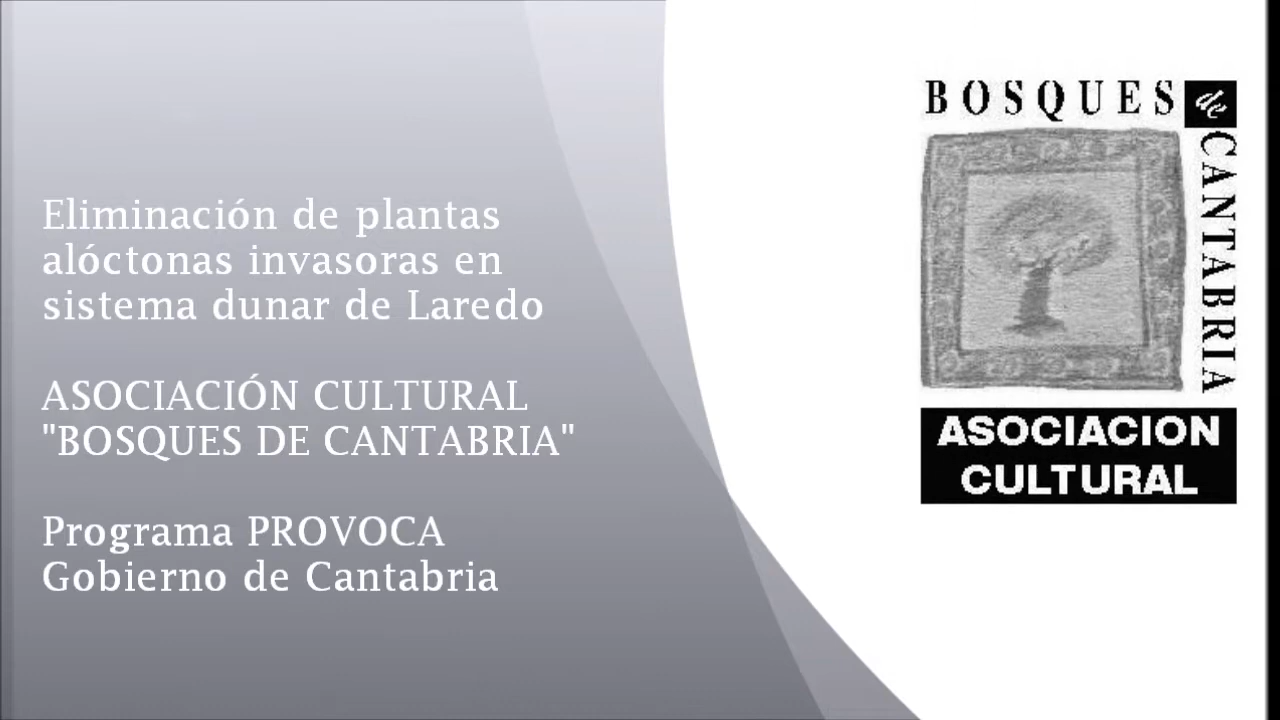 Eliminación de plantas
alóctonas invasoras en
sistema dunar de Laredo
ASOCIACIÓN CULTURAL
"BOSQUES DE CANTABRIA"
Programa PROVOCA
Gobierno de Cantabria
BOSQUES de
CANTABRIA
ASOCIACION
CULTURAL